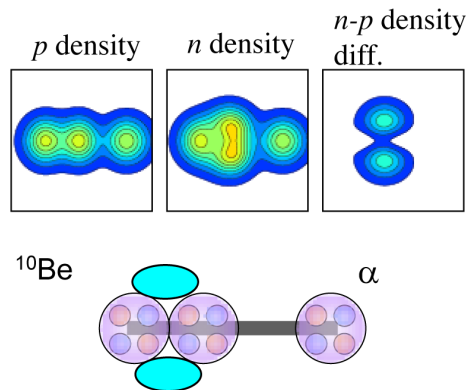 p density
n density
n-p density
diff.
¹⁰Be
α